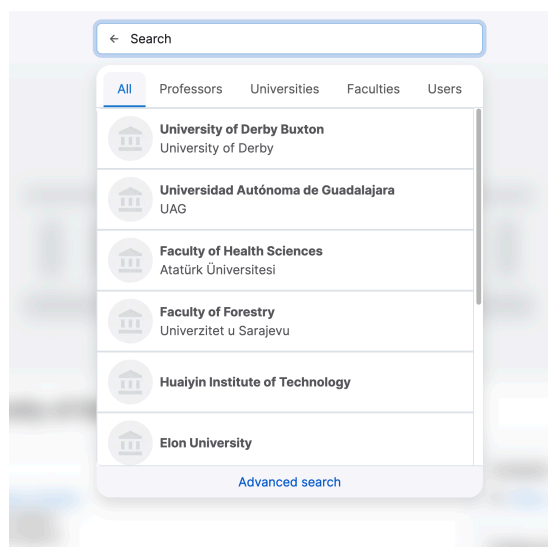 Search
All Professors Universities Faculties Users
University of Derby Buxton
University of Derby
Universidad Autónoma de Guadalajara
UAG
Faculty of Health Sciences
Atatürk Üniversitesi
Faculty of Forestry
Univerzitet u Sarajevu
Huaiyin Institute of Technology
Elon University
Advanced search